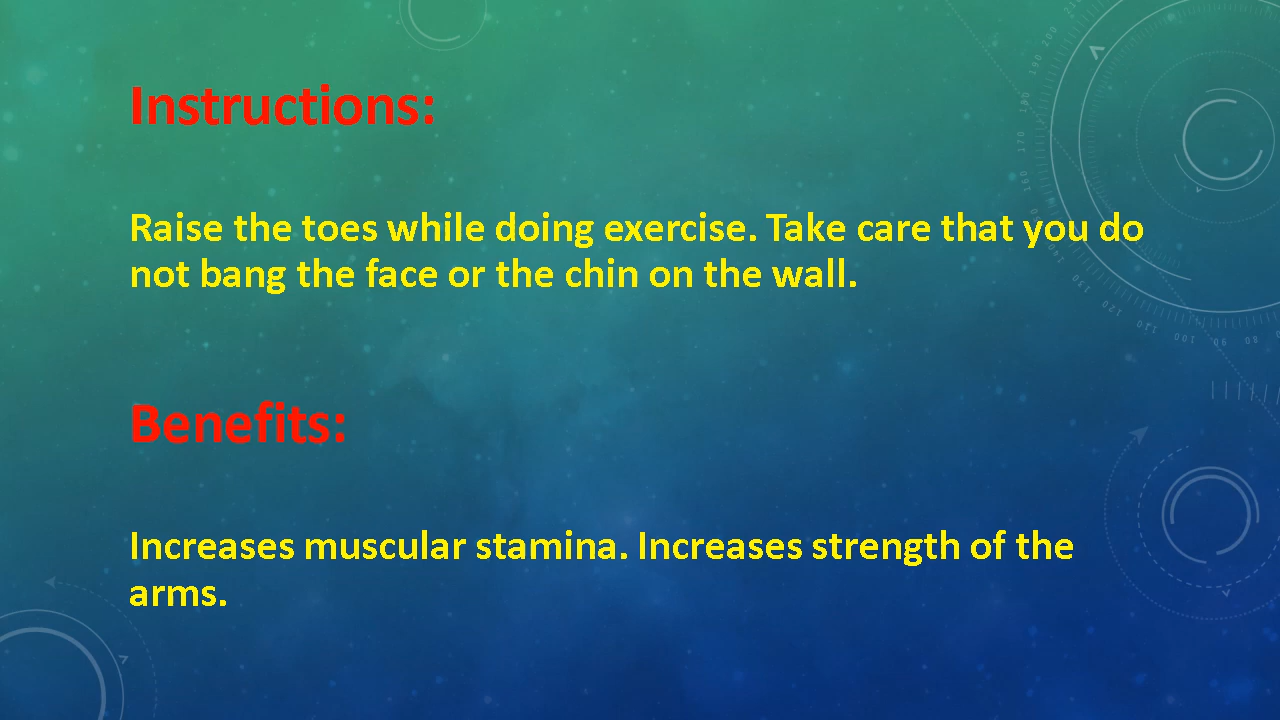 Instructions:
Raise the toes while doing exercise. Take care that you do
not bang the face or the chin on the wall.
Benefits:
Increases muscular stamina. Increases strength of the
arms.